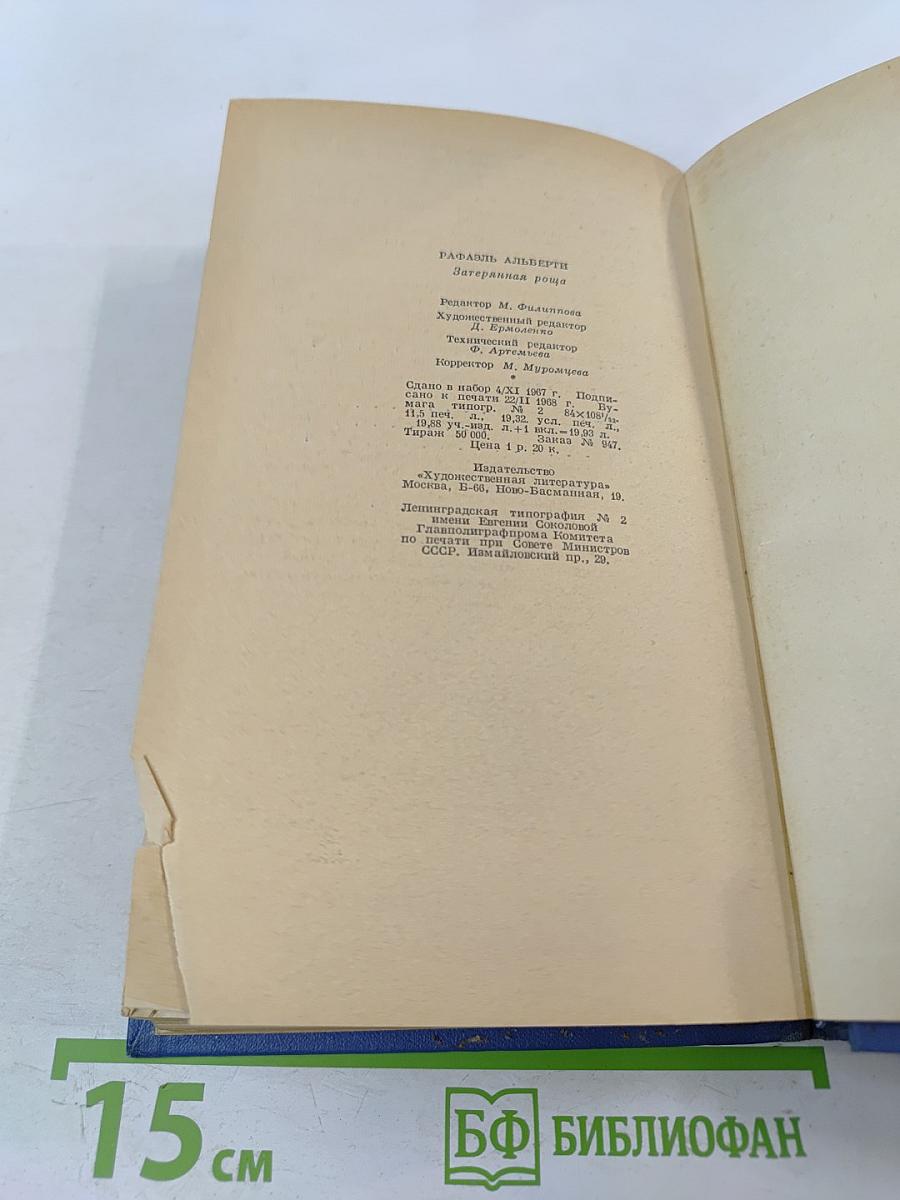 РАФАЭЛЬ АЛЬБЕРТИ
Затерянная роща
Редактор М. Филиппова
Художественный редактор
Д. Ермоленко
Технический редактор
Ф. Артемьева
Корректор М. Муромцева
*
Сдано в набор 4/XI 1967 г. Подпи-
сано к печати 22/II 1968 г. Бу-
мага типогр. № 2 84×108¹/₃₂.
11,5 печ. л., 19,32. усл. печ. л.,
19,88 уч.-изд. л.+1 вкл.=19,93 л.
Тираж 50 000. Заказ № 947.
Цена 1 р. 20 к.
Издательство
«Художественная литература»
Москва, Б-66, Ново-Басманная, 19.
Ленинградская типография № 2
имени Евгении Соколовой
Главполиграфпрома Комитета
по печати при Совете Министров
СССР. Измайловский пр., 29.
15 см
БФ БИБЛИОФАН